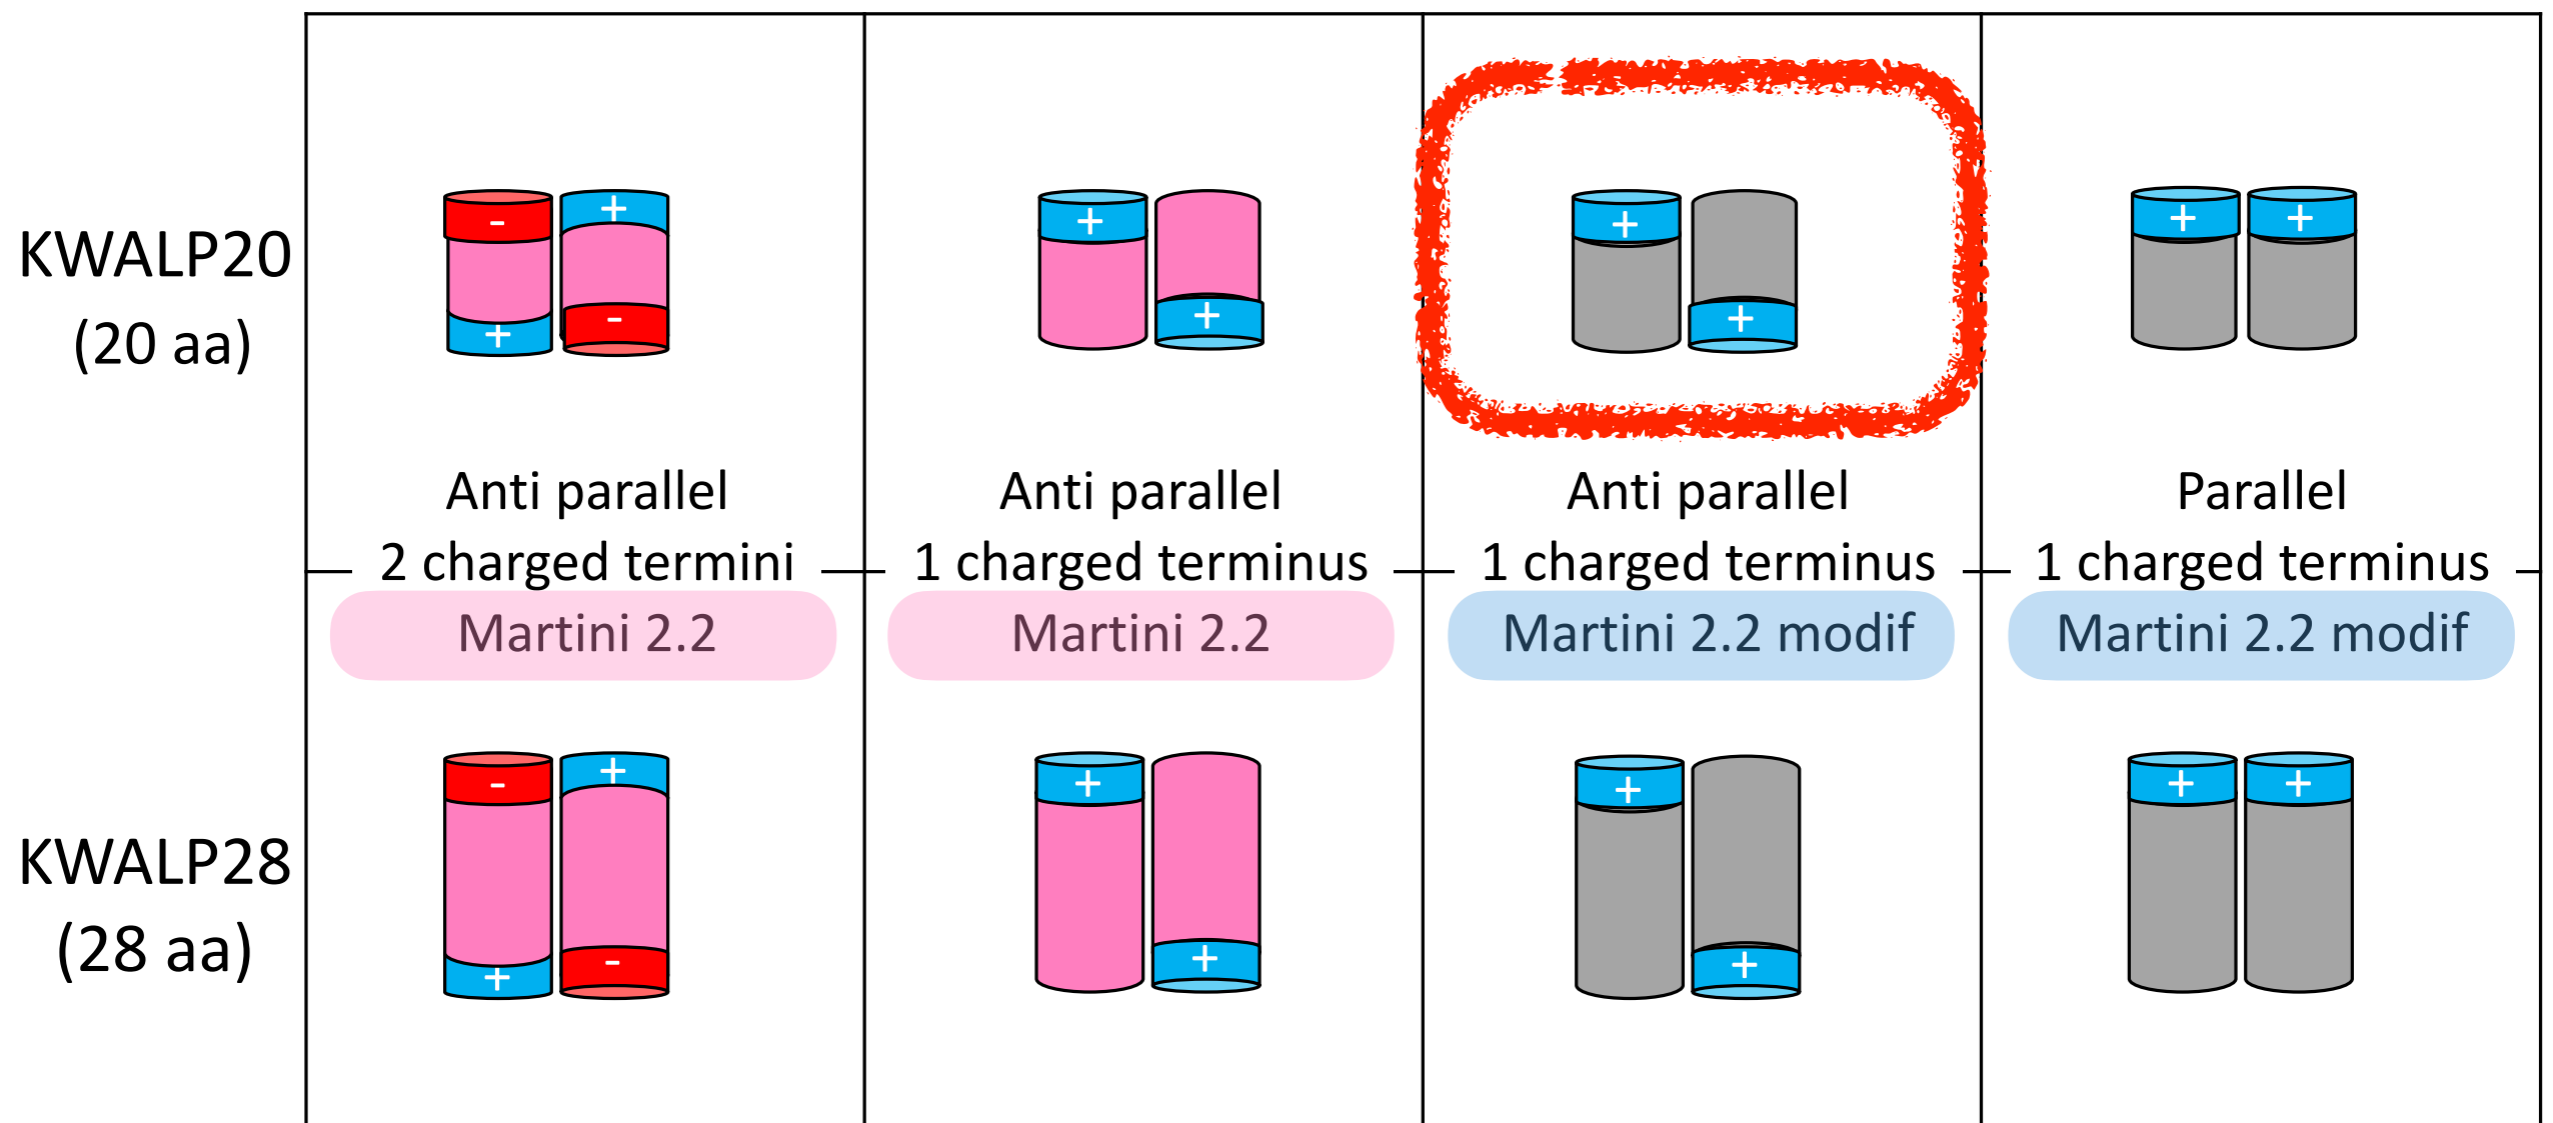 - + + + +
KWALP20
+ - + +
(20 aa)
Anti parallel Anti parallel Anti parallel Parallel
2 charged termini 1 charged terminus 1 charged terminus 1 charged terminus
Martini 2.2 Martini 2.2 Martini 2.2 modif Martini 2.2 modif
- + + + + +
KWALP28
(28 aa)
+ - + +